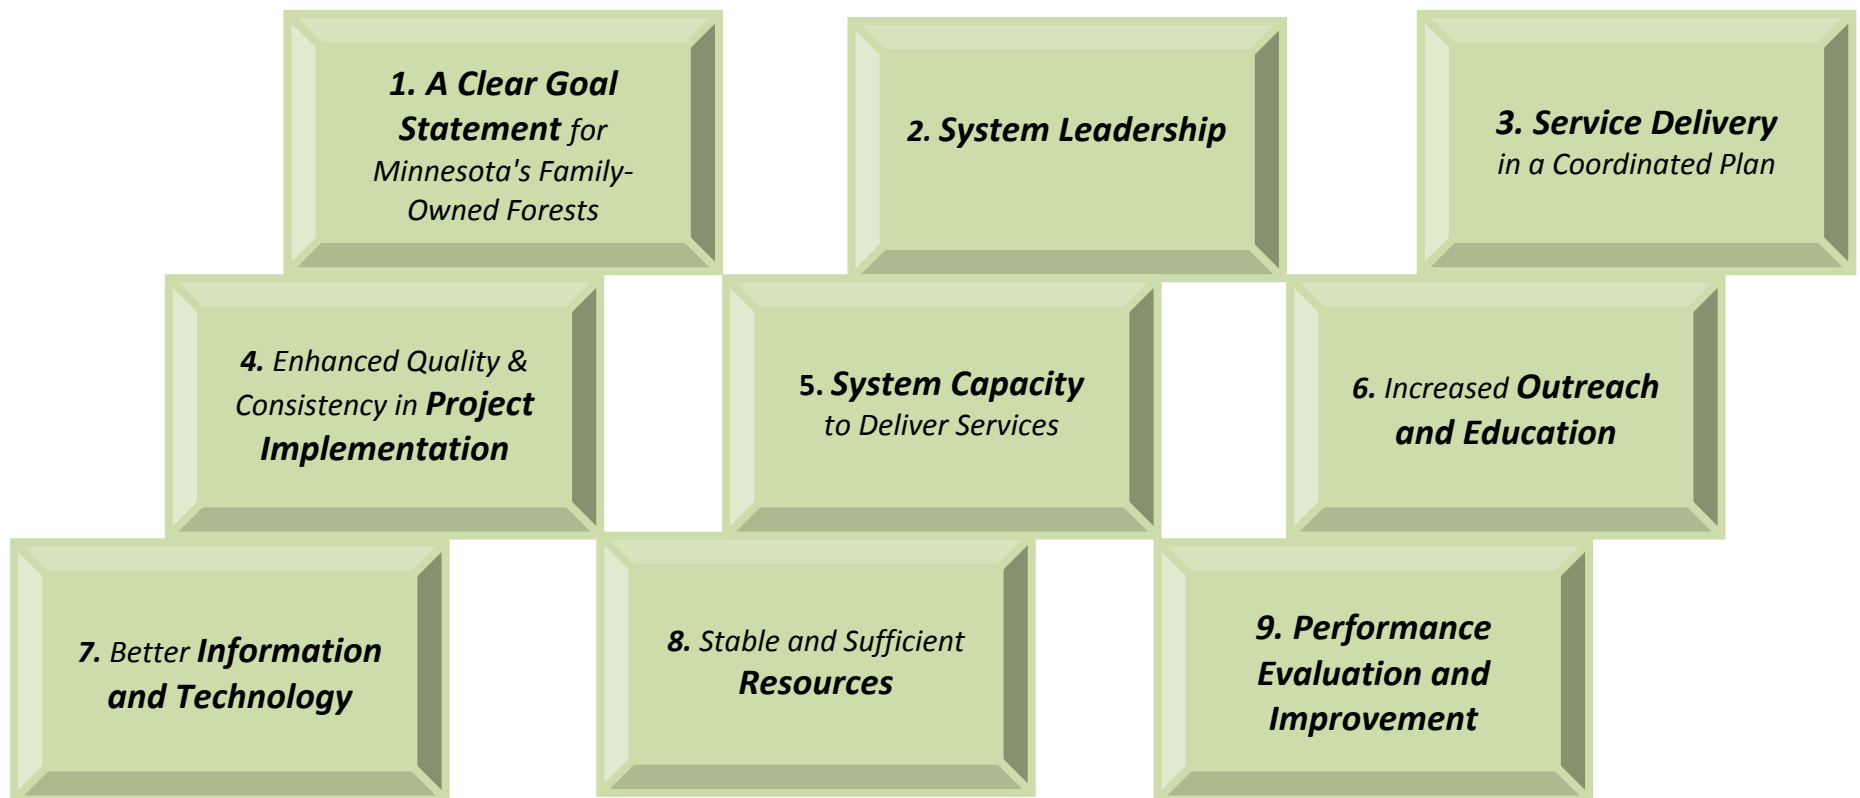 1. A Clear Goal
Statement for
Minnesota's Family-
Owned Forests
2. System Leadership
3. Service Delivery
in a Coordinated Plan
4. Enhanced Quality &
Consistency in Project
Implementation
5. System Capacity
to Deliver Services
6. Increased Outreach
and Education
7. Better Information
and Technology
8. Stable and Sufficient
Resources
9. Performance
Evaluation and
Improvement